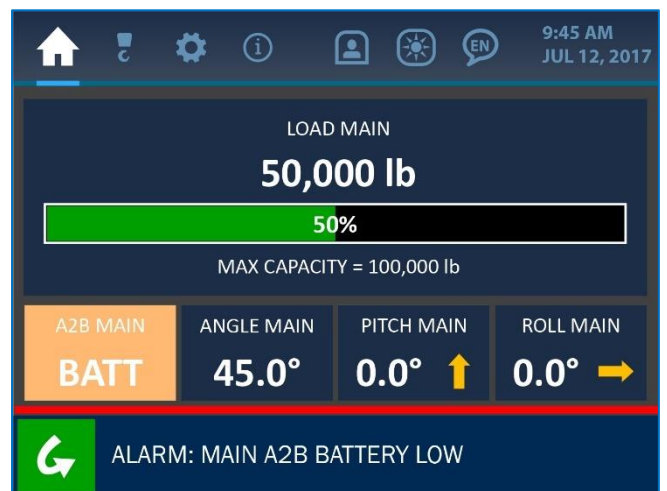 EN
9:45 AM
JUL 12, 2017
LOAD MAIN
50,000 lb
50%
MAX CAPACITY = 100,000 lb
A2B MAIN
BATT
ANGLE MAIN
45.0°
PITCH MAIN
0.0°
ROLL MAIN
0.0°
ALARM: MAIN A2B BATTERY LOW